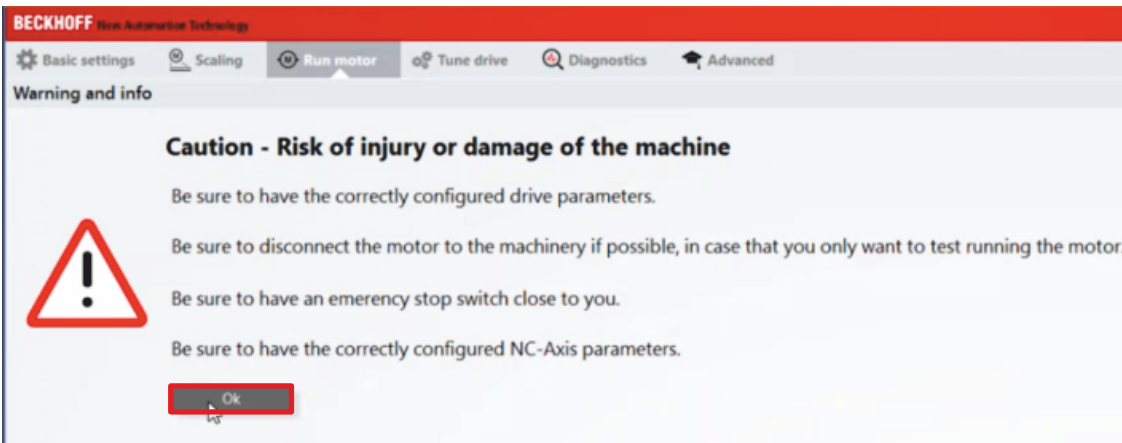 BECKHOFF New Automation Technology
Basic settings Scaling Run motor Tune drive Diagnostics Advanced
Warning and info
Caution - Risk of injury or damage of the machine
Be sure to have the correctly configured drive parameters.
Be sure to disconnect the motor to the machinery if possible, in case that you only want to test running the motor.
Be sure to have an emerency stop switch close to you.
Be sure to have the correctly configured NC-Axis parameters.
Ok